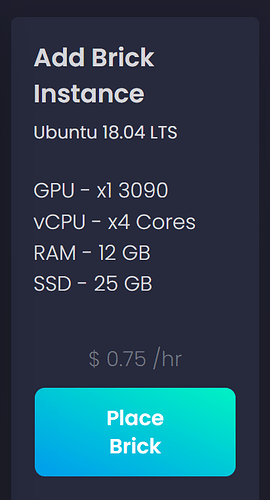 Add Brick
Instance
Ubuntu 18.04 LTS
GPU - x1 3090
vCPU - x4 Cores
RAM - 12 GB
SSD - 25 GB
$ 0.75 /hr
Place
Brick